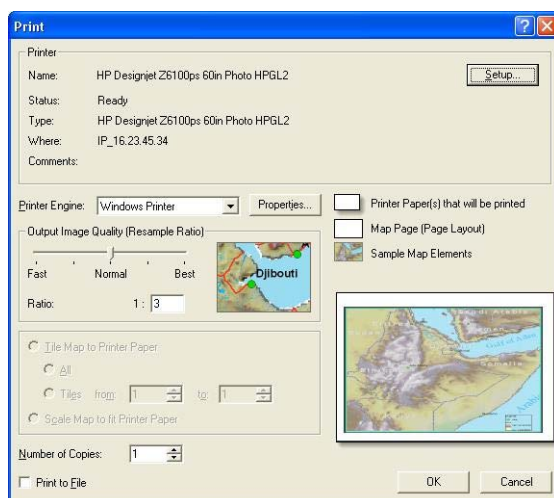 Print
Printer
Name: HP Designjet Z6100ps 60in Photo HPGL2
Setup...
Status: Ready
Type: HP Designjet Z6100ps 60in Photo HPGL2
Where: IP_16.23.45.34
Comments:
Printer Engine: Windows Printer Properties...
Printer Paper(s) that will be printed
Map Page (Page Layout)
Sample Map Elements
Output Image Quality (Resample Ratio)
Fast Normal Best
Djibouti
Ratio: 1 : 3
Tile Map to Printer Paper
All
Tiles from: 1 to: 1
Scale Map to fit Printer Paper
Gulf of Aden
Number of Copies: 1
Print to File
OK Cancel